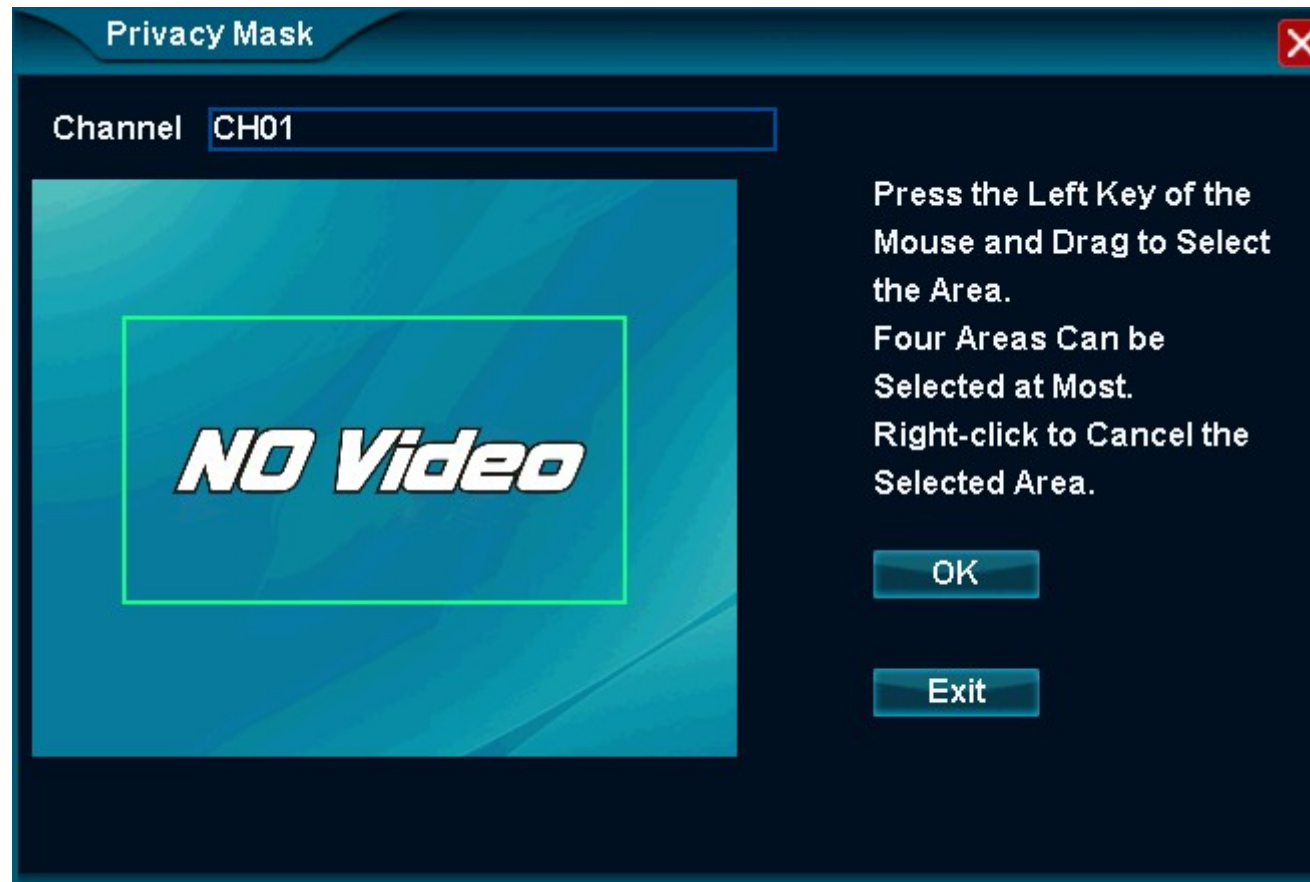 Privacy Mask
Channel CH01
NO Video
Press the Left Key of the
Mouse and Drag to Select
the Area.
Four Areas Can be
Selected at Most.
Right-click to Cancel the
Selected Area.
OK
Exit